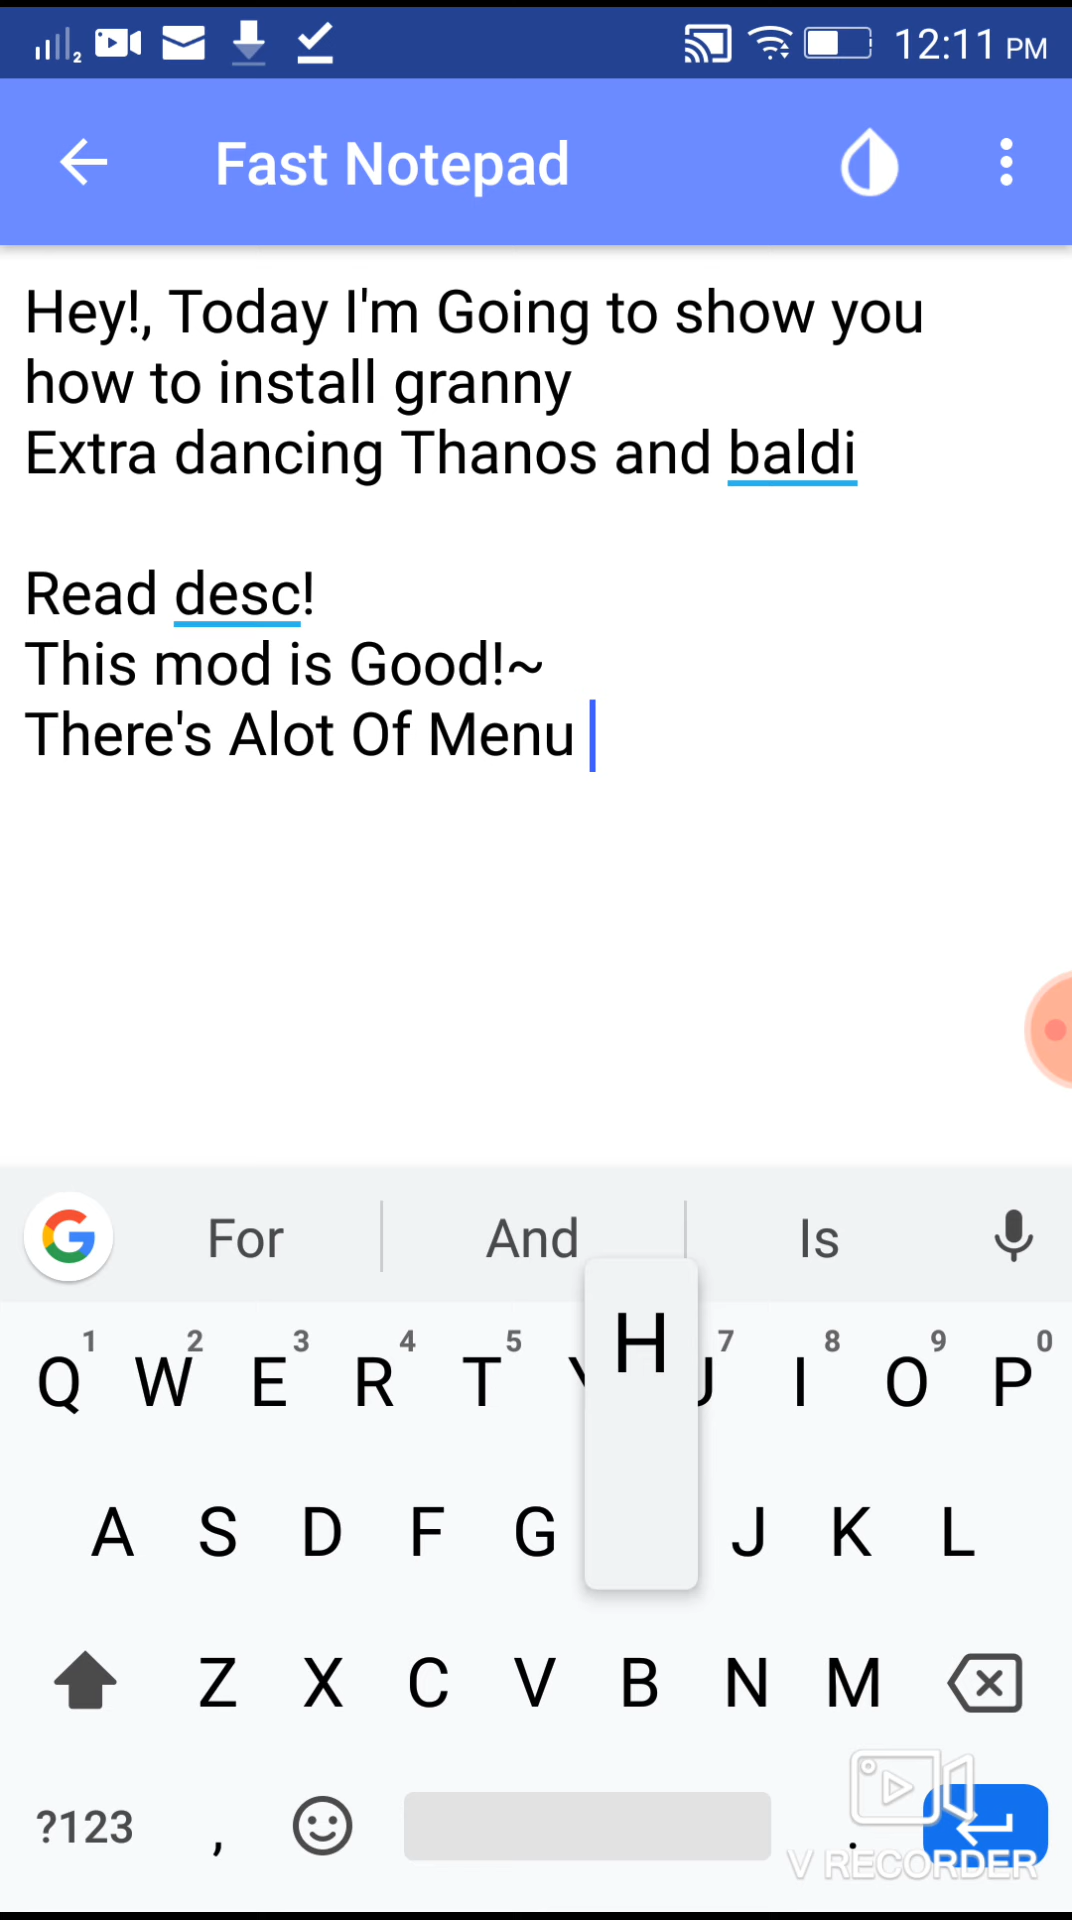 2 12:11 PM
Fast Notepad
Hey!, Today I'm Going to show you
how to install granny
Extra dancing Thanos and baldi
Read desc!
This mod is Good!~
There's Alot Of Menu
G For And Is
1 2 3 4 5 7 8 9 0
Q W E R T Y U I O P
H
A S D F G J K L
Z X C V B N M
?123 , .
V RECORDER